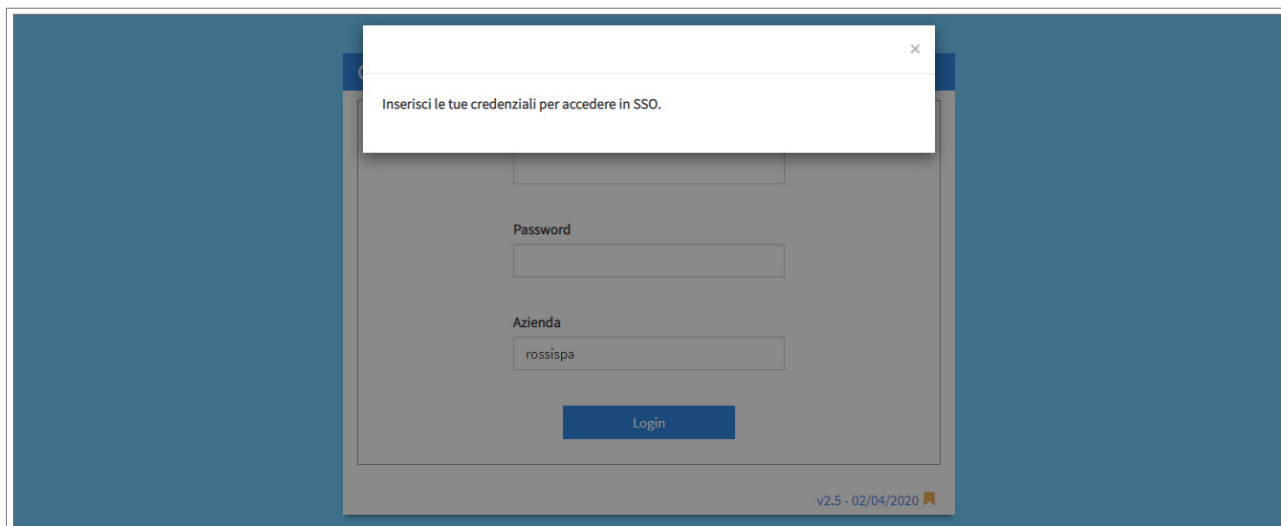 ×
Inserisci le tue credenziali per accedere in SSO.
Password
Azienda
rossispa
Login
v2.5 - 02/04/2020